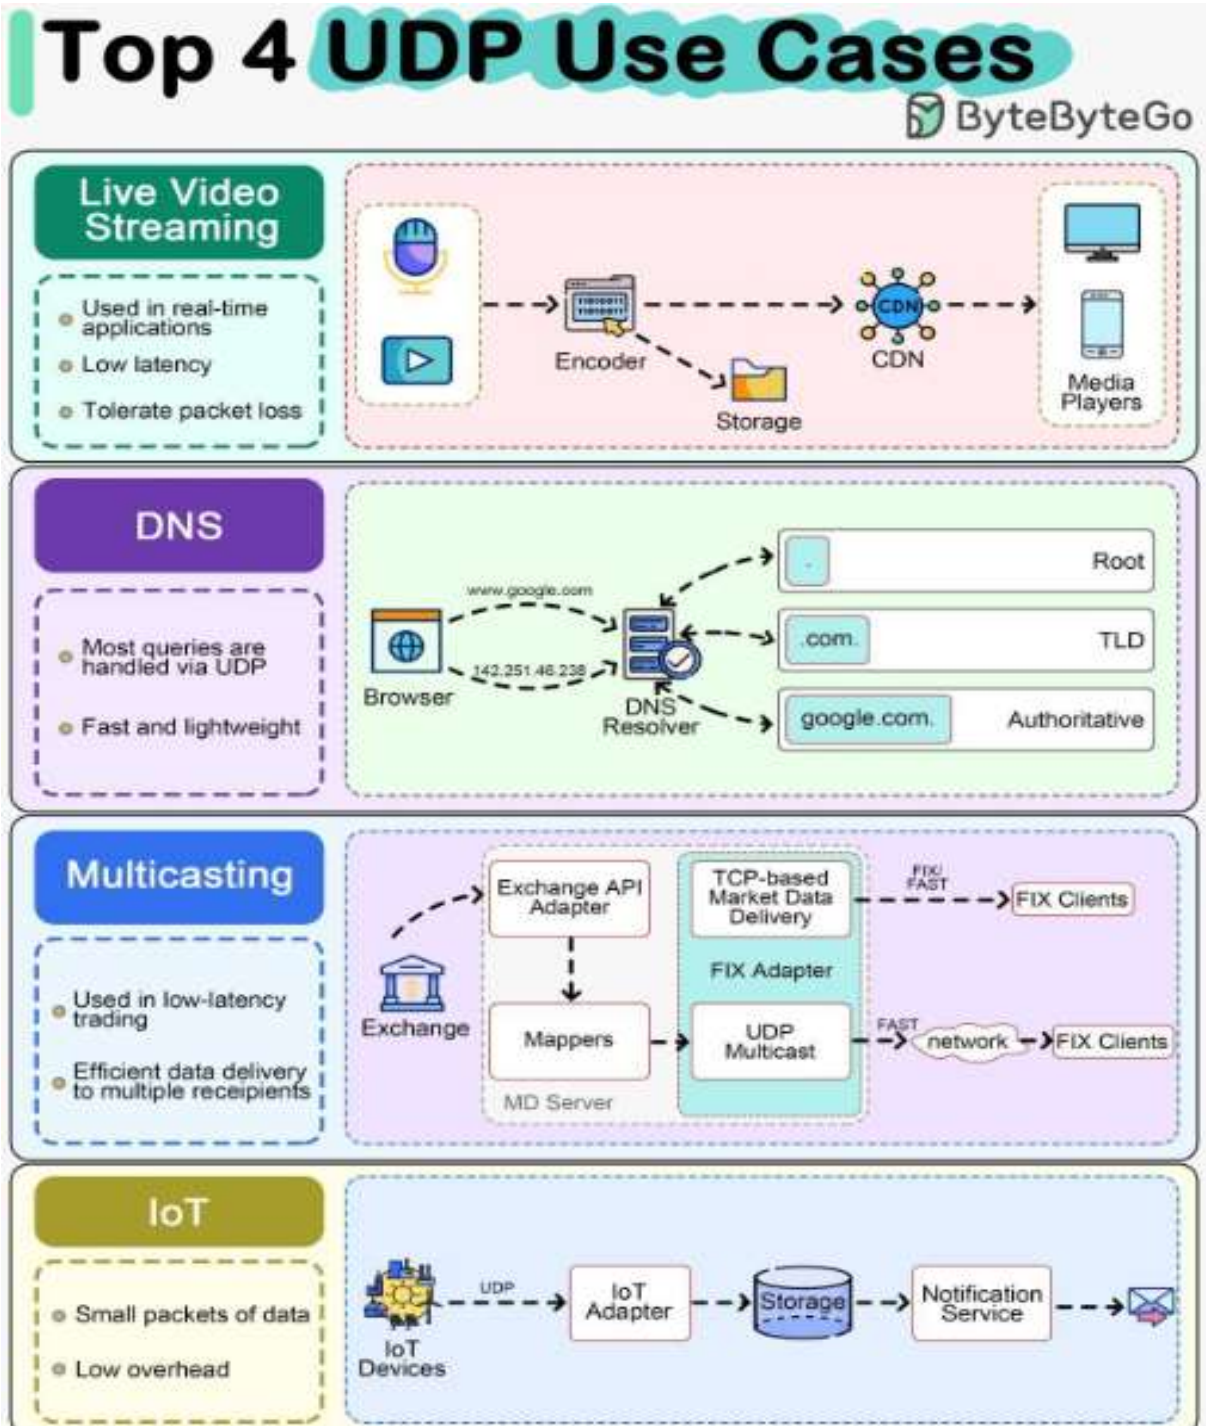 Top 4 UDP Use Cases
ByteByteGo
Live Video
Streaming
Used in real-time
applications
Low latency
Tolerate packet loss
11010011
11010011
Encoder
Storage
CDN
CDN
Media
Players
DNS
Most queries are
handled via UDP
Fast and lightweight
Browser
www.google.com
142.251.46.238
DNS
Resolver
. Root
.com. TLD
google.com. Authoritative
Multicasting
Used in low-latency
trading
Efficient data delivery
to multiple receipients
Exchange
Exchange API
Adapter
Mappers
MD Server
TCP-based
Market Data
Delivery
FIX Adapter
UDP
Multicast
FIX/
FAST
FIX Clients
FAST
network
FIX Clients
IoT
Small packets of data
Low overhead
IoT
Devices
UDP
IoT
Adapter
Storage
Notification
Service